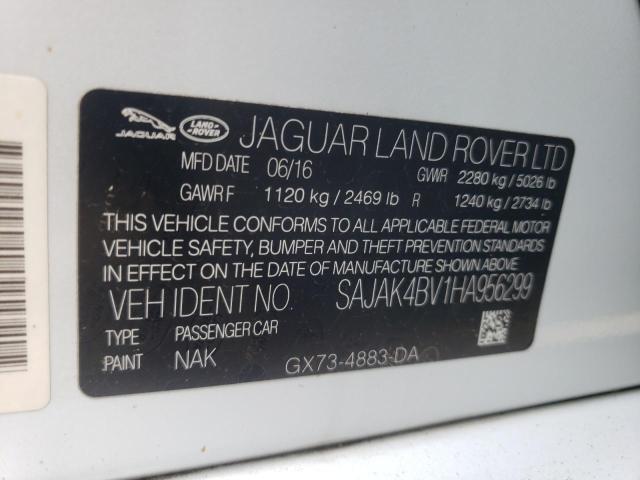 JAGUAR LAND-ROVER JAGUAR LAND ROVER LTD
MFD DATE 06/16 GWWR 2280 kg / 5026 lb
GAWR F 1120 kg / 2469 lb R 1240 kg / 2734 lb
THIS VEHICLE CONFORMS TO ALL APPLICABLE FEDERAL MOTOR
VEHICLE SAFETY, BUMPER AND THEFT PREVENTION STANDARDS
IN EFFECT ON THE DATE OF MANUFACTURE SHOWN ABOVE
VEH IDENT NO. SAJAK4BV1HA956299
TYPE PASSENGER CAR
PAINT NAK GX73-4883-DA